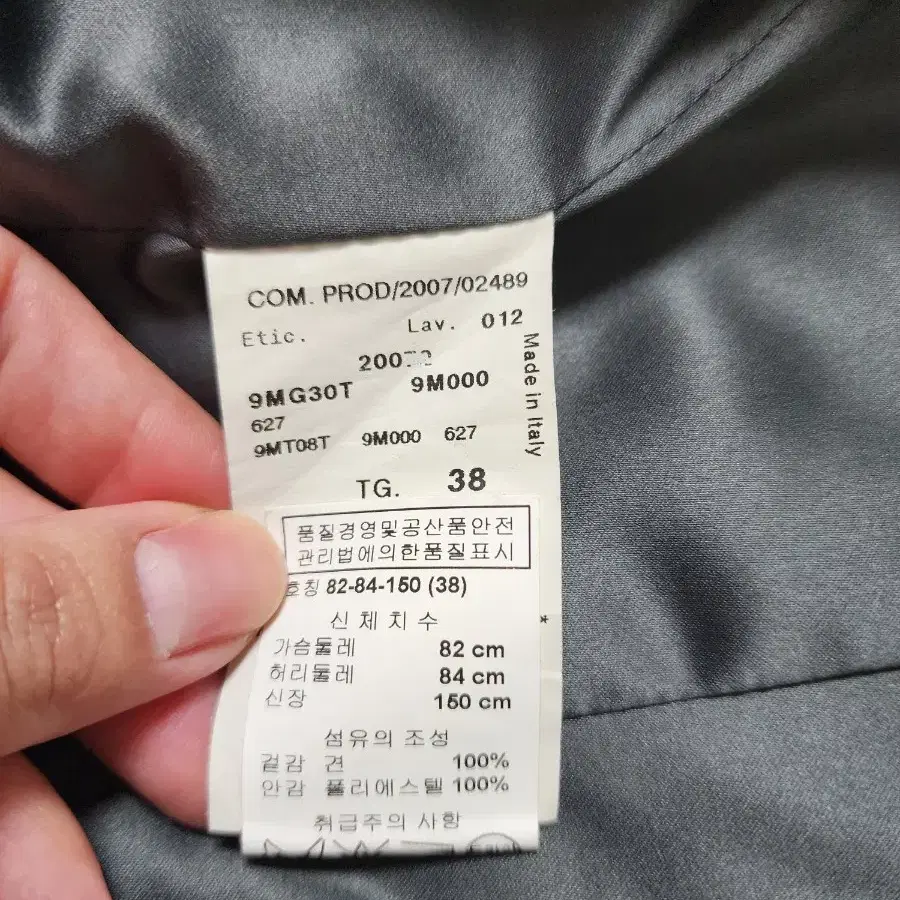 COM. PROD/2007/02489
Etic. Lav. 012
9MG30T 9M000
627
9MT08T 9M000 627
Made in Italy
TG. 38
품질경영및공산품안전
관리법에의한품질표시
호칭 82-84-150 (38)
신체치수
가슴둘레 82 cm
허리둘레 84 cm
신장 150 cm
섬유의 조성
겉감 견 100%
안감 폴리에스텔 100%
취급주의 사항